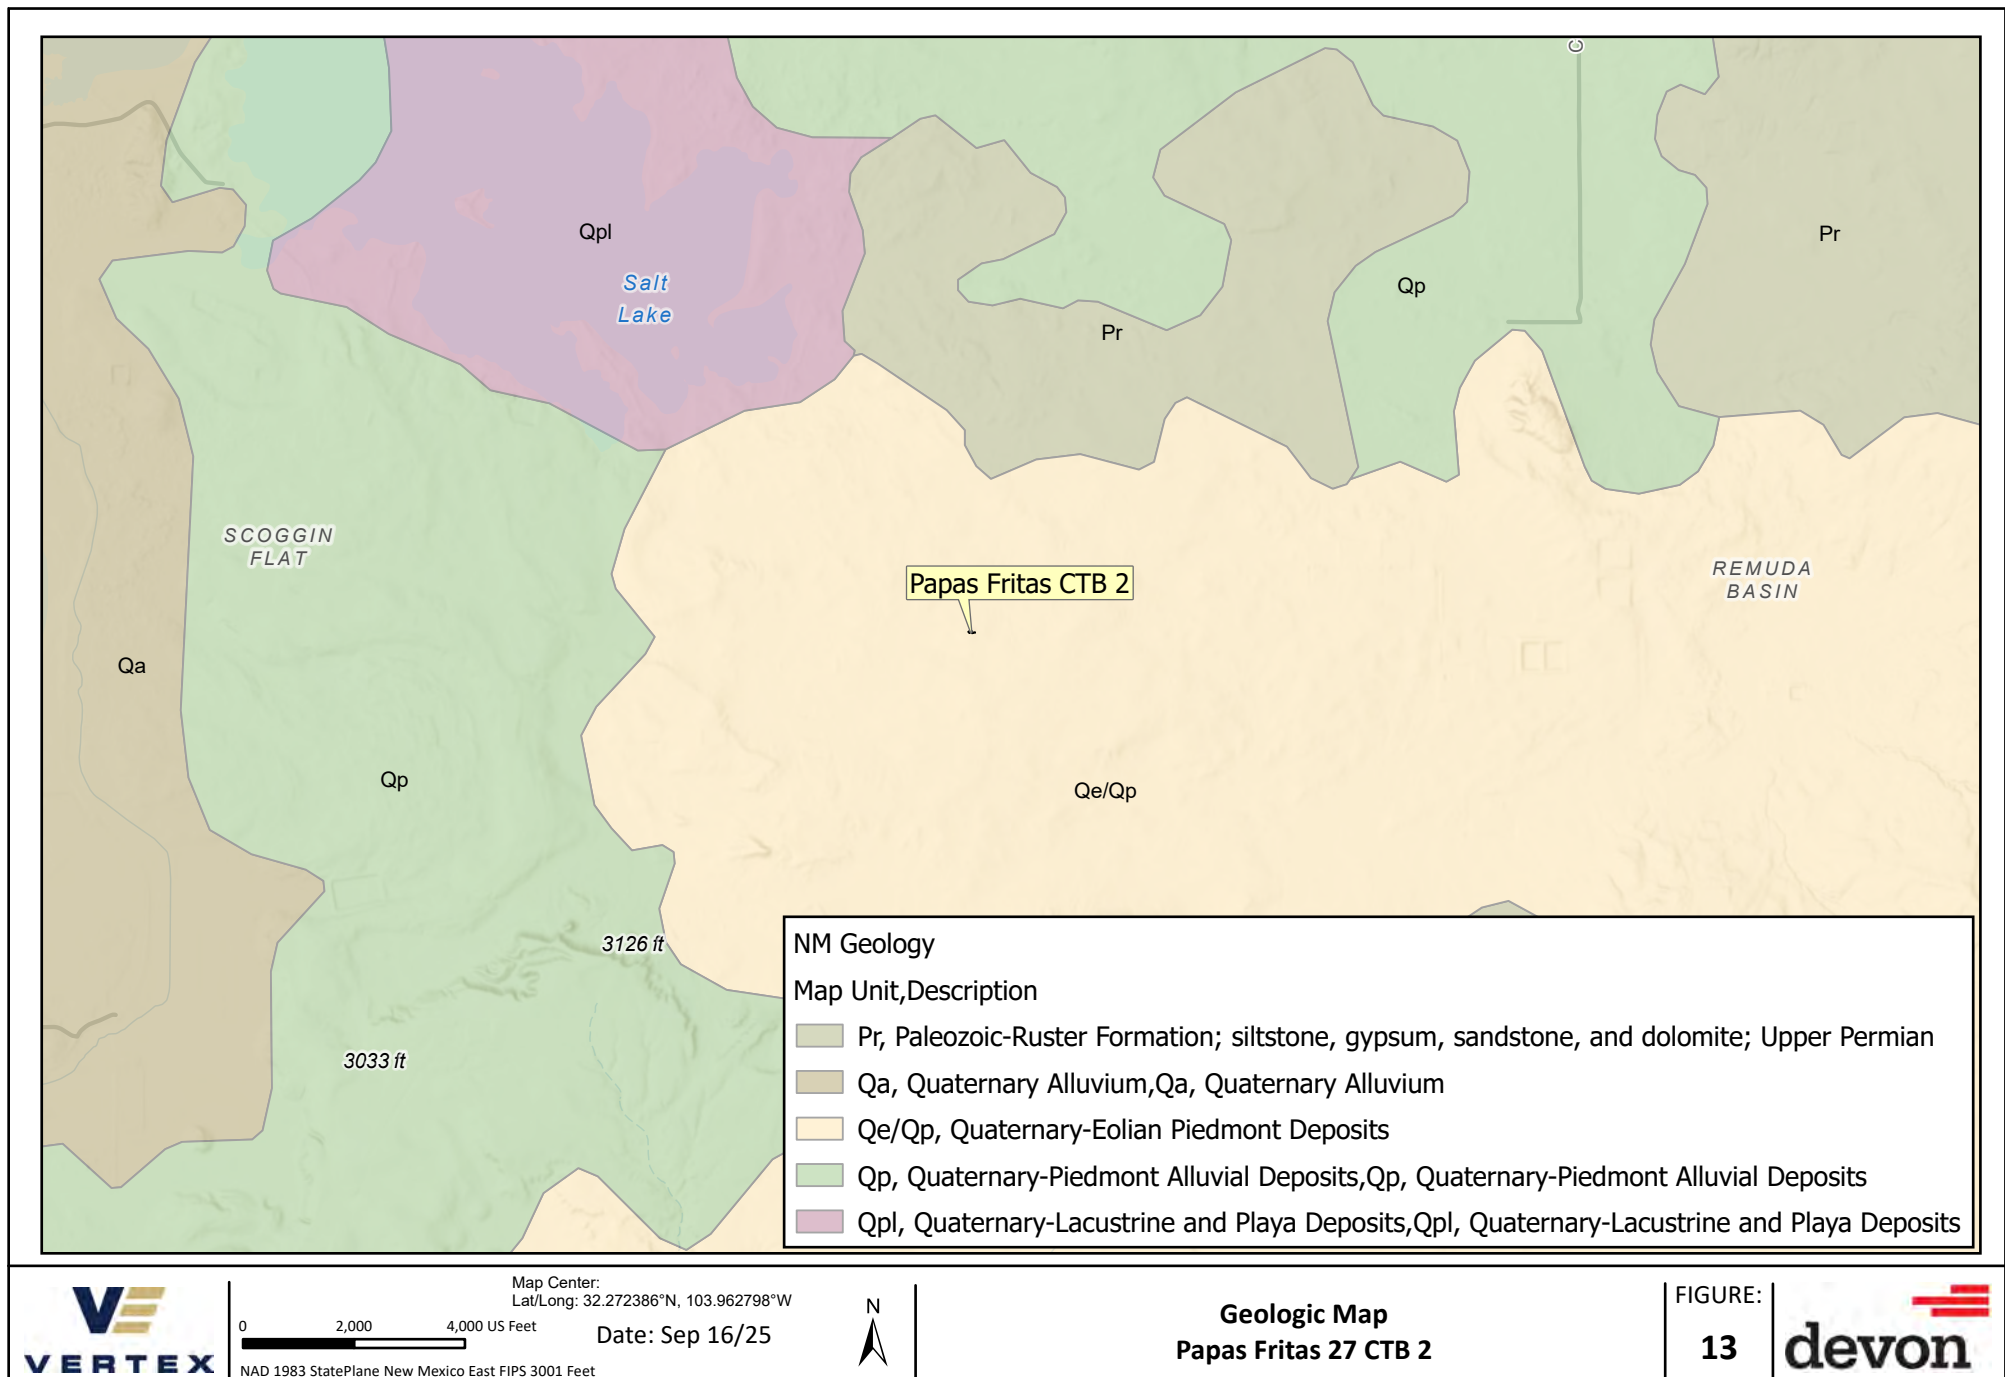 C
Qpl
Salt
Lake
Pr
Qp
Pr
SCOGGIN
FLAT
REMUDA
BASIN
Papas Fritas CTB 2
Qa
Qp
Qe/Qp
3126 ft
3033 ft
NM Geology
Map Unit,Description
Pr, Paleozoic-Ruster Formation; siltstone, gypsum, sandstone, and dolomite; Upper Permian
Qa, Quaternary Alluvium,Qa, Quaternary Alluvium
Qe/Qp, Quaternary-Eolian Piedmont Deposits
Qp, Quaternary-Piedmont Alluvial Deposits,Qp, Quaternary-Piedmont Alluvial Deposits
Qpl, Quaternary-Lacustrine and Playa Deposits,Qpl, Quaternary-Lacustrine and Playa Deposits
VE
VERTEX
Map Center:
Lat/Long: 32.272386°N, 103.962798°W
0 2,000 4,000 US Feet
Date: Sep 16/25
NAD 1983 StatePlane New Mexico East FIPS 3001 Feet
N
Geologic Map
Papas Fritas 27 CTB 2
FIGURE:
13
devon